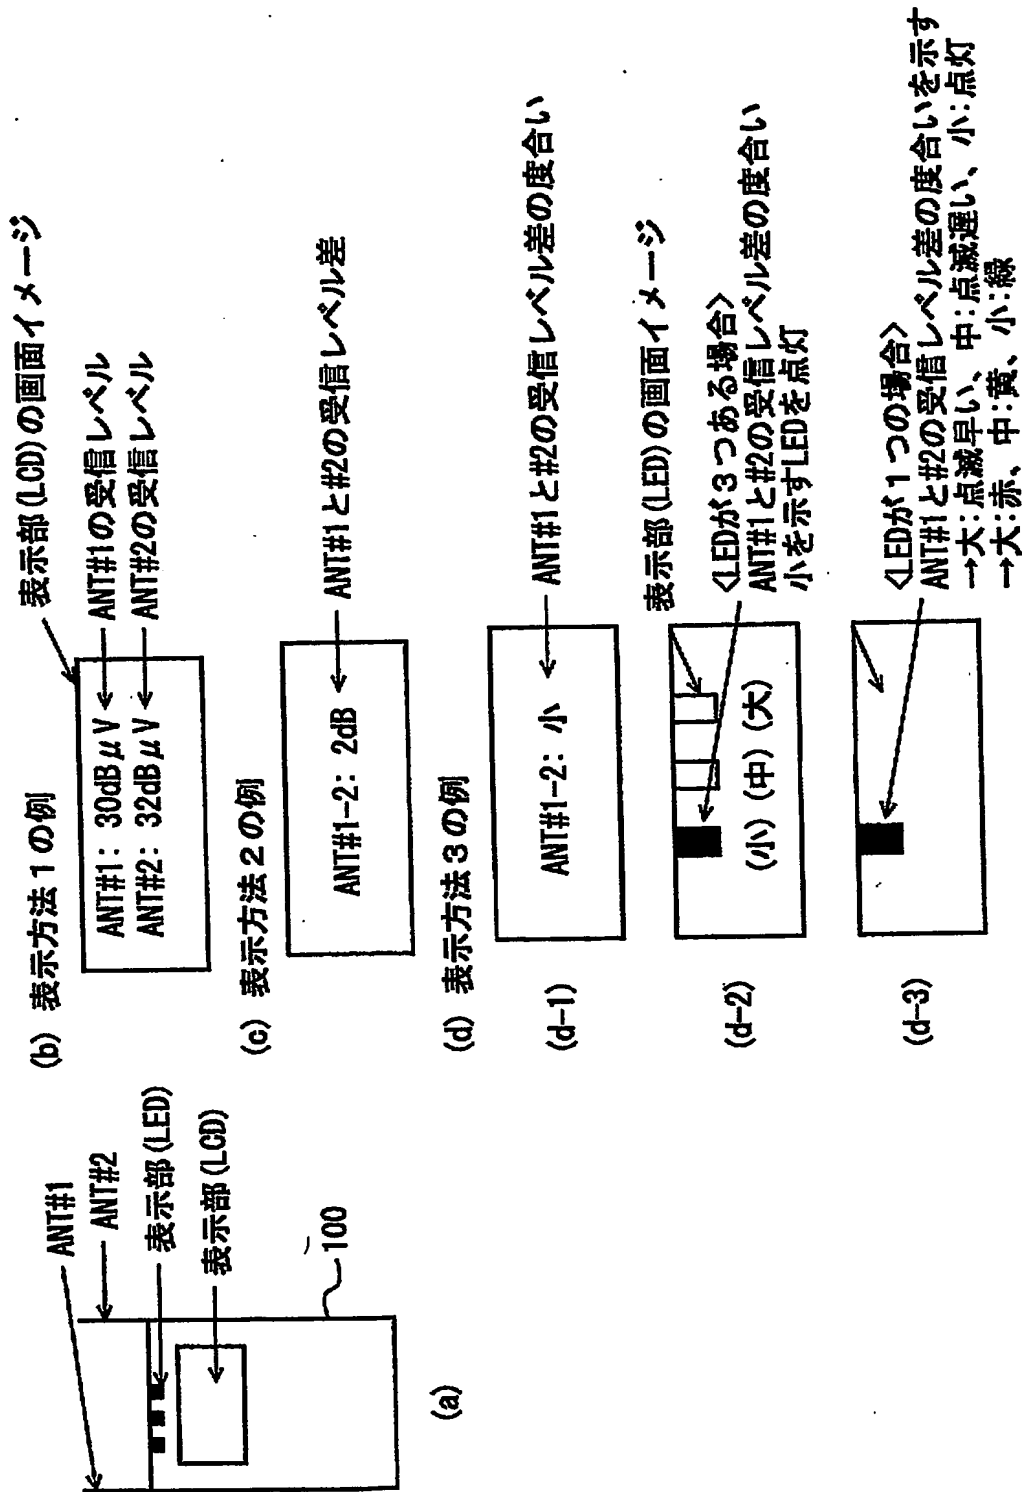 ANT#1
ANT#2
表示部(LED)
表示部(LCD)
100
(a)
(b) 表示方法1の例
表示部(LCD)の画面イメージ
ANT#1: 30dBμV
ANT#1の受信レベル
ANT#2: 32dBμV
ANT#2の受信レベル
(c) 表示方法2の例
ANT#1-2: 2dB
ANT#1と#2の受信レベル差
(d) 表示方法3の例
(d-1)
ANT#1-2: 小
ANT#1と#2の受信レベル差の度合い
表示部(LED)の画面イメージ
(d-2)
(小) (中) (大)
<LEDが3つある場合>
ANT#1と#2の受信レベル差の度合い
小を示すLEDを点灯
(d-3)
<LEDが1つの場合>
ANT#1と#2の受信レベル差の度合いを示す
→大:点滅早い、中:点滅遅い、小:点灯
→大:赤、中:黄、小:緑